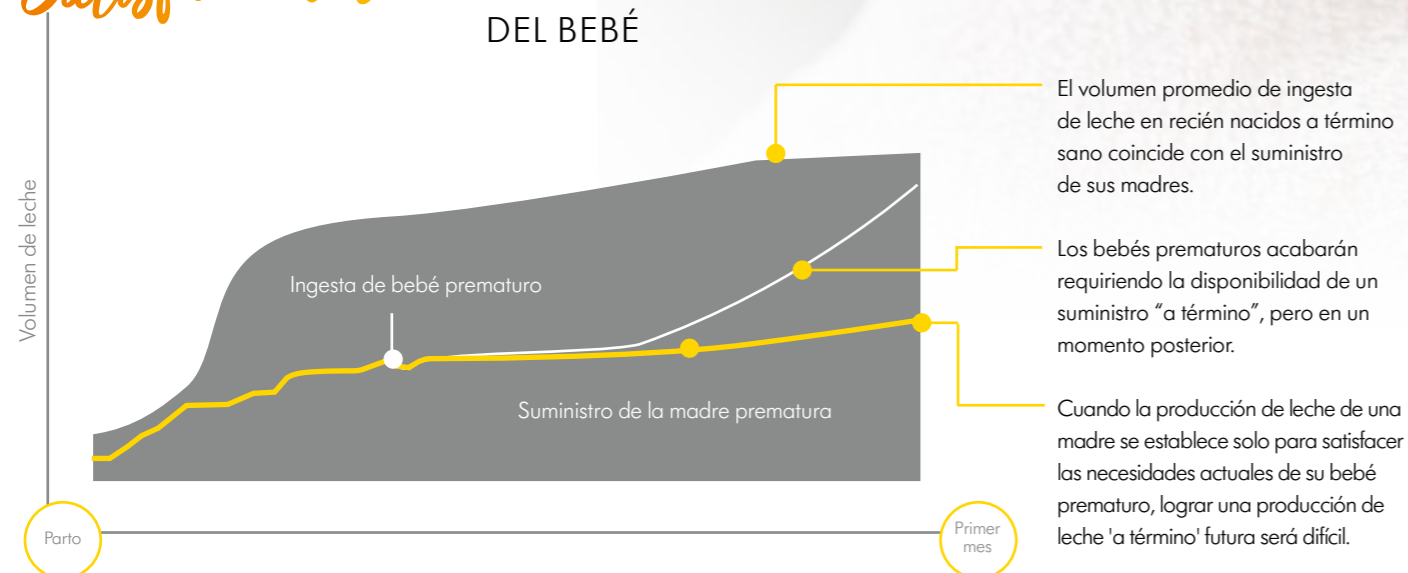 DEL BEBÉ
El volumen promedio de ingesta
de leche en recién nacidos a término
sano coincide con el suministro
de sus madres.
Volumen de leche
Ingesta de bebé prematuro
Los bebés prematuros acabarán
requiriendo la disponibilidad de un
suministro “a término”, pero en un
momento posterior.
Suministro de la madre prematura
Cuando la producción de leche de una
madre se establece solo para satisfacer
las necesidades actuales de su bebé
prematuro, lograr una producción de
leche 'a término' futura será difícil.
Parto
Primer
mes